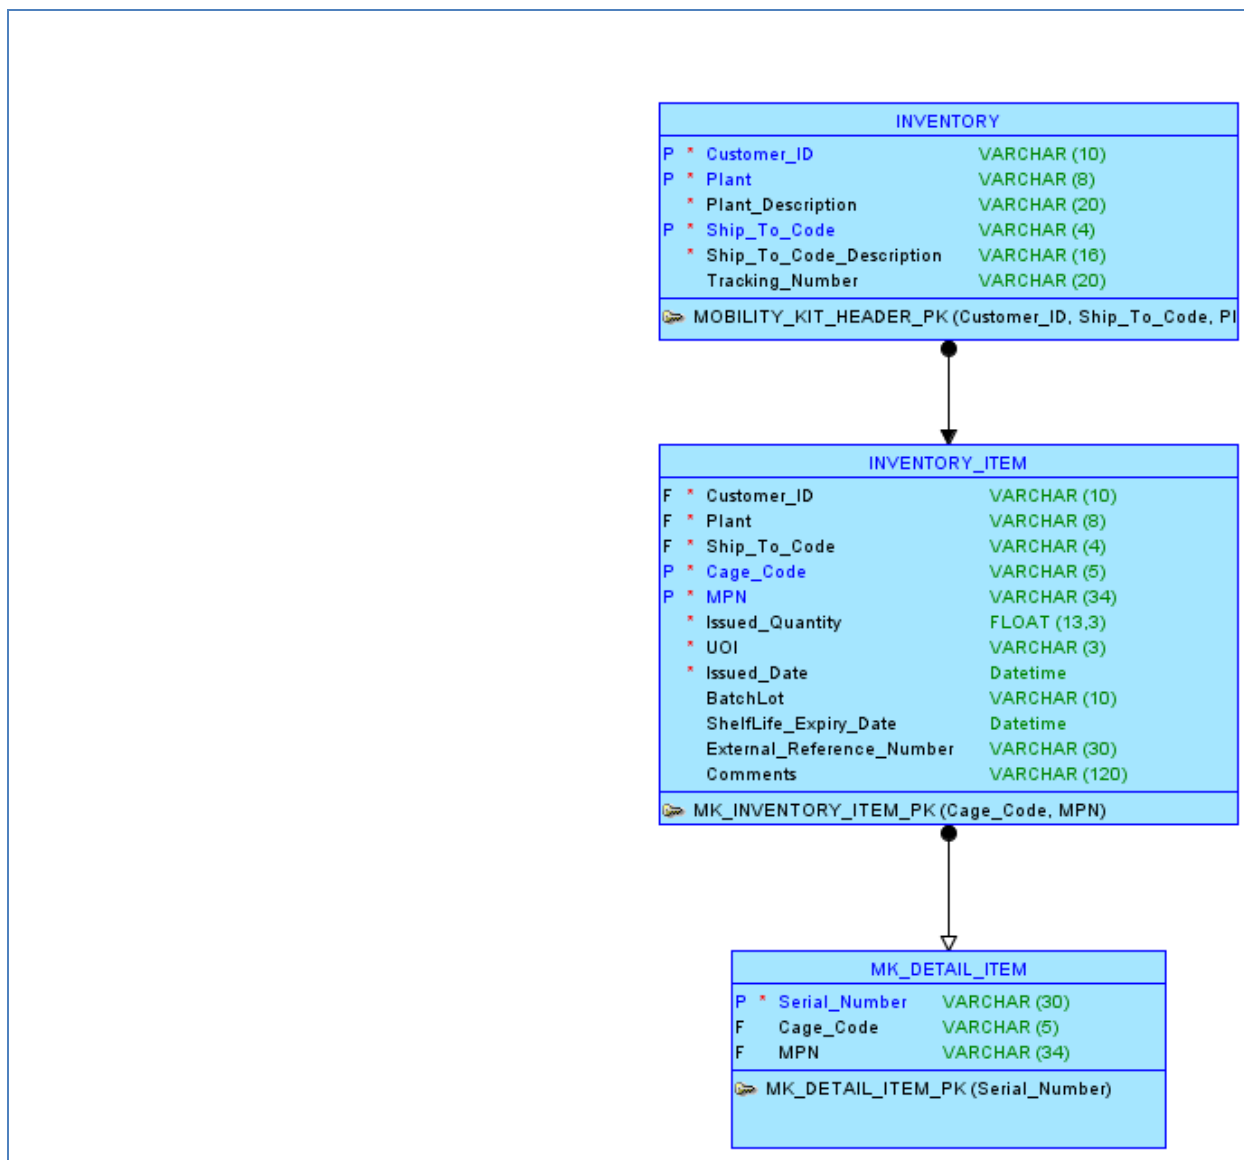 INVENTORY
P * Customer_ID VARCHAR (10)
P * Plant VARCHAR (8)
* Plant_Description VARCHAR (20)
P * Ship_To_Code VARCHAR (4)
* Ship_To_Code_Description VARCHAR (16)
Tracking_Number VARCHAR (20)
MOBILITY_KIT_HEADER_PK (Customer_ID, Ship_To_Code, Pl
INVENTORY_ITEM
F * Customer_ID VARCHAR (10)
F * Plant VARCHAR (8)
F * Ship_To_Code VARCHAR (4)
P * Cage_Code VARCHAR (5)
P * MPN VARCHAR (34)
* Issued_Quantity FLOAT (13,3)
* UOI VARCHAR (3)
* Issued_Date Datetime
BatchLot VARCHAR (10)
ShelfLife_Expiry_Date Datetime
External_Reference_Number VARCHAR (30)
Comments VARCHAR (120)
MK_INVENTORY_ITEM_PK (Cage_Code, MPN)
MK_DETAIL_ITEM
P * Serial_Number VARCHAR (30)
F Cage_Code VARCHAR (5)
F MPN VARCHAR (34)
MK_DETAIL_ITEM_PK (Serial_Number)